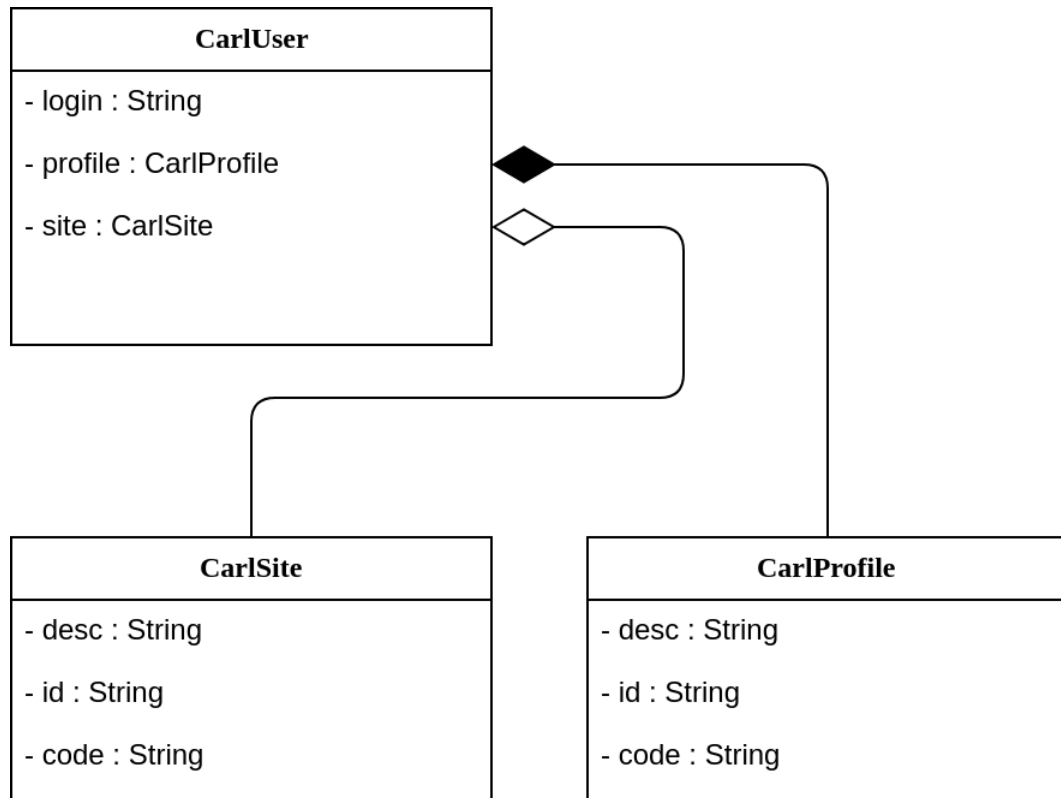 CarlUser
- login : String
- profile : CarlProfile
- site : CarlSite
CarlSite
- desc : String
- id : String
- code : String
CarlProfile
- desc : String
- id : String
- code : String